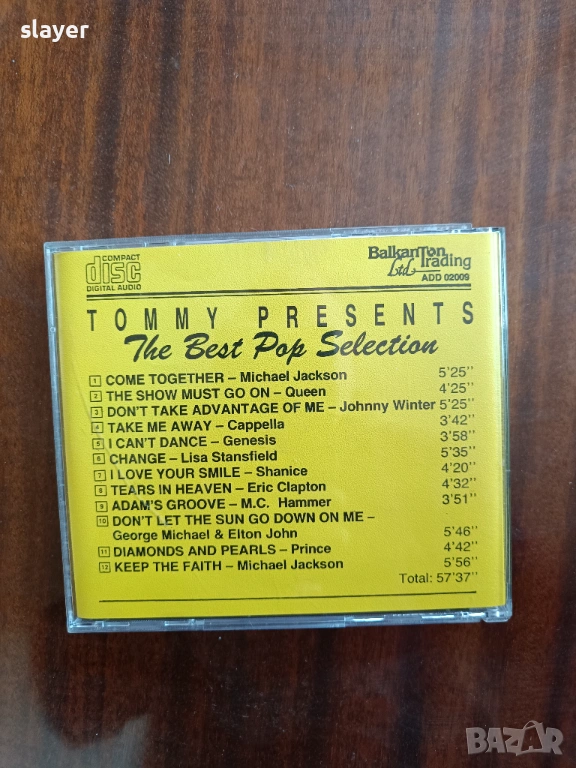 slayer
COMPACT
disc
DIGITAL AUDIO
BalkanTon
Ltd. Trading
ADD 02009
TOMMY PRESENTS
The Best Pop Selection
1 COME TOGETHER – Michael Jackson 5'25"
2 THE SHOW MUST GO ON – Queen 4'25"
3 DON'T TAKE ADVANTAGE OF ME – Johnny Winter 5'25"
4 TAKE ME AWAY – Cappella 3'42"
5 I CAN'T DANCE – Genesis 3'58"
6 CHANGE – Lisa Stansfield 5'35"
7 I LOVE YOUR SMILE – Shanice 4'20"
8 TEARS IN HEAVEN – Eric Clapton 4'32"
9 ADAM'S GROOVE – M.C. Hammer 3'51"
10 DON'T LET THE SUN GO DOWN ON ME –
George Michael & Elton John 5'46"
11 DIAMONDS AND PEARLS – Prince 4'42"
12 KEEP THE FAITH – Michael Jackson 5'56"
Total: 57'37"
BAZAR